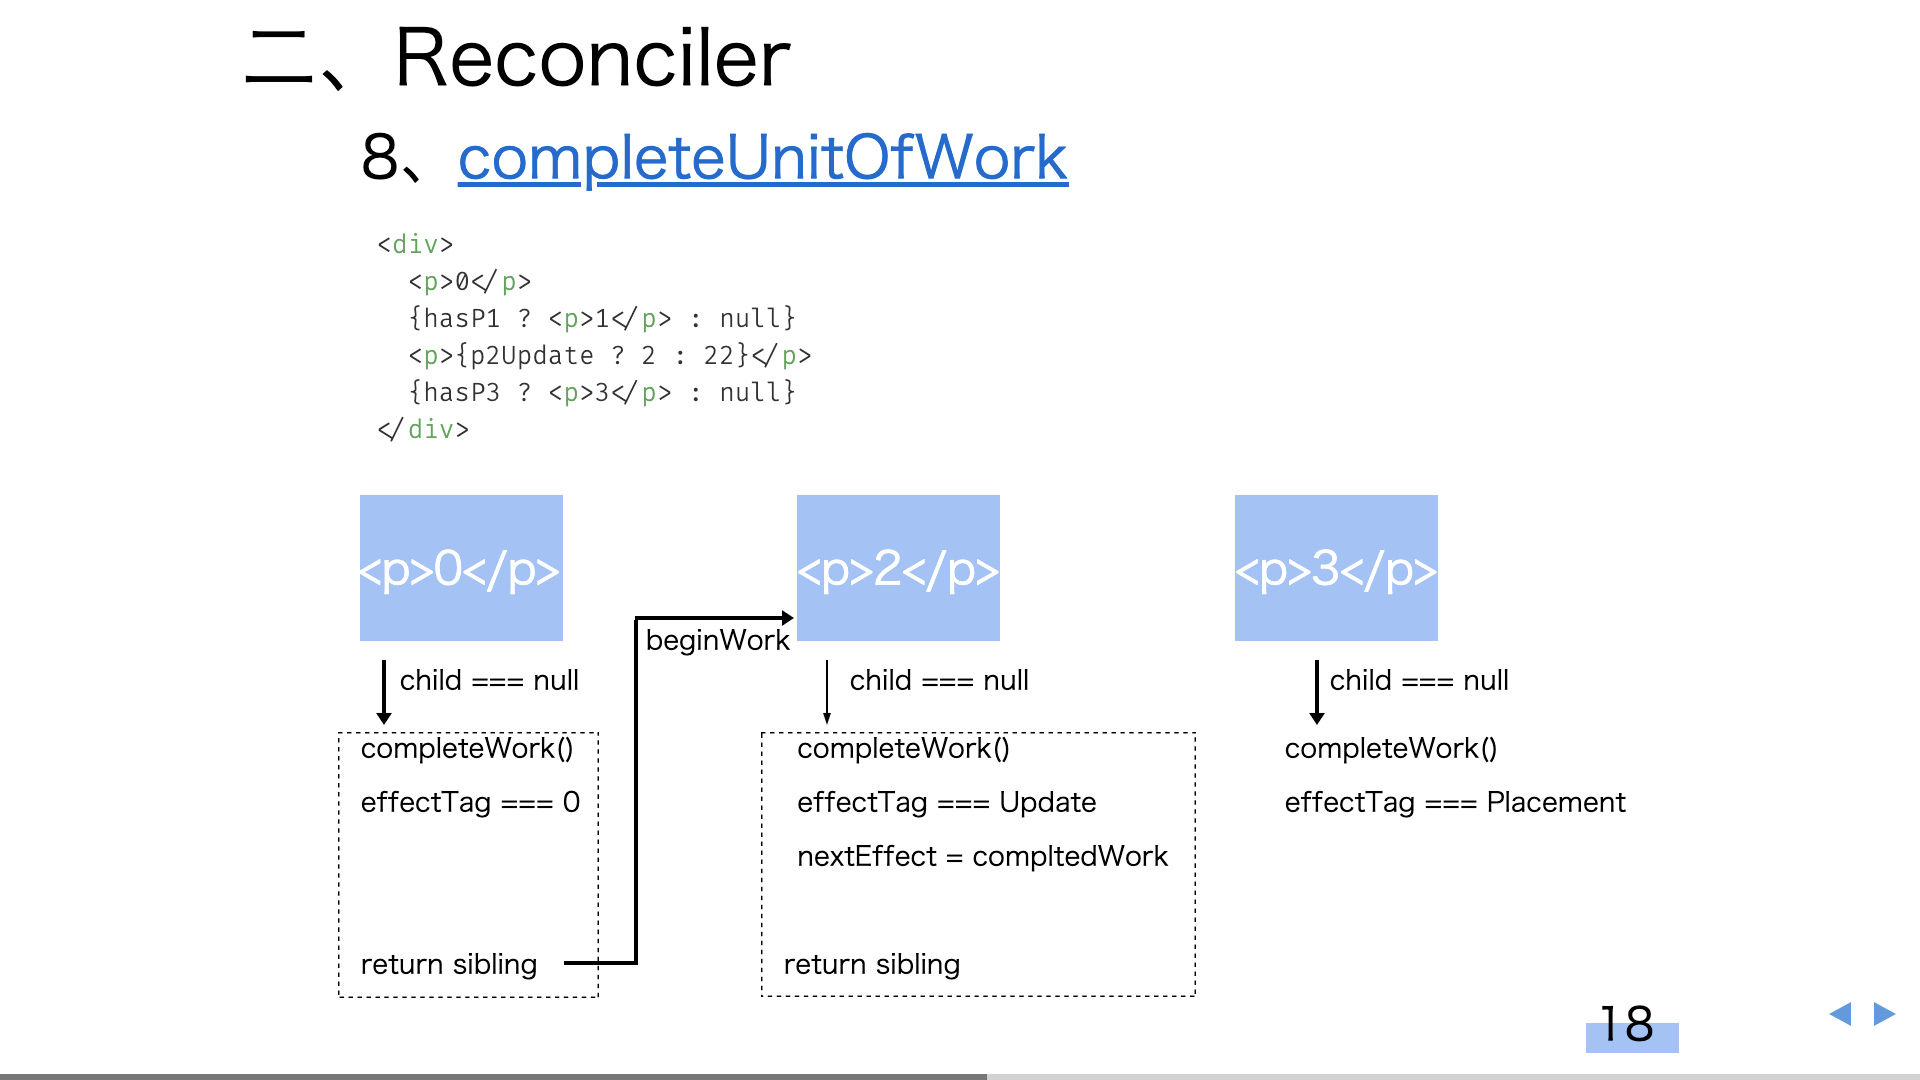 二、Reconciler
8、completeUnitOfWork
<div>
  <p>0</p>
  {hasP1 ? <p>1</p> : null}
  <p>{p2Update ? 2 : 22}</p>
  {hasP3 ? <p>3</p> : null}
</div>
<p>0</p>
<p>2</p>
<p>3</p>
beginWork
child === null
child === null
child === null
completeWork()
effectTag === 0
return sibling
completeWork()
effectTag === Update
nextEffect = compltedWork
return sibling
completeWork()
effectTag === Placement
18